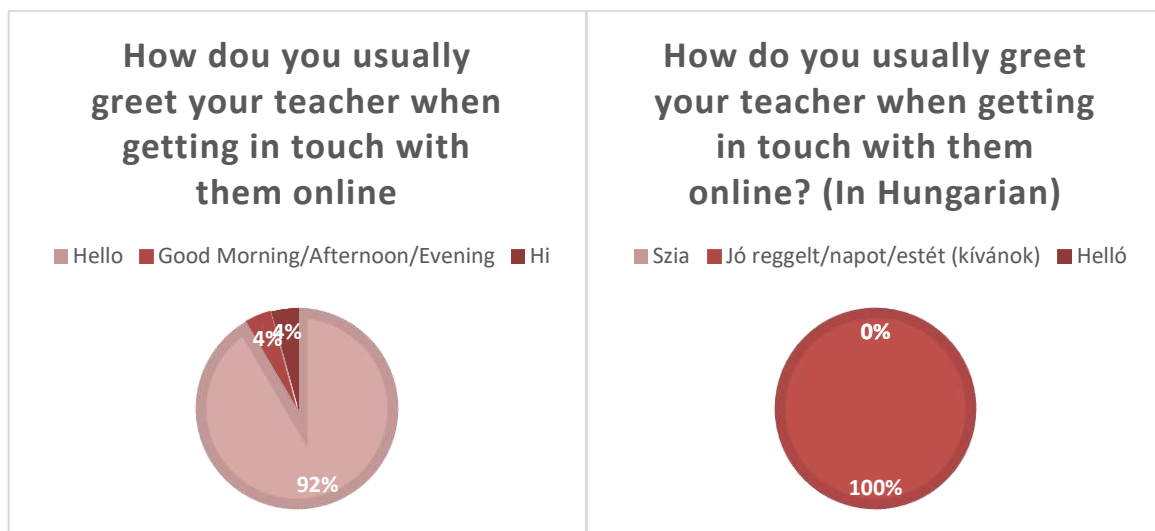 How dou you usually
greet your teacher when
getting in touch with
them online
Hello Good Morning/Afternoon/Evening Hi
4% 4%
92%
How do you usually greet
your teacher when getting
in touch with them
online? (In Hungarian)
Szia Jó reggelt/napot/estét (kívánok) Helló
0%
100%